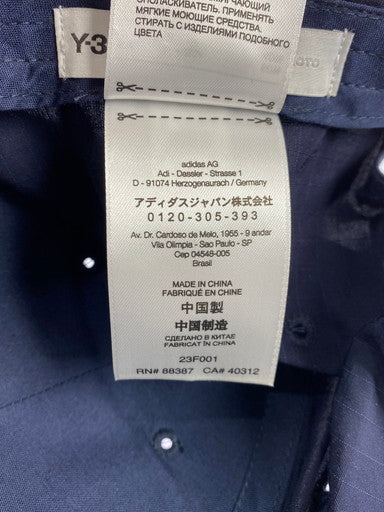 ОПОЛАСКИВАТЕЛЬ. ПРИМЕНЯТЬ
МЯГКИЕ МОЮЩИЕ СРЕДСТВА.
СТИРАТЬ С ИЗДЕЛИЯМИ ПОДОБНОГО
ЦВЕТА
Y-3
adidas AG
Adi - Dassler - Strasse 1
D - 91074 Herzogenaurach / Germany
アディダスジャパン株式会社
0120-305-393
Av. Dr. Cardoso de Melo, 1955 - 9 andar
Vila Olimpia - Sao Paulo - SP
Cep 04548-005
Brasil
MADE IN CHINA
FABRIQUÉ EN CHINE
中国製
中国制造
СДЕЛАНО В КИТАЕ
FABRICAT ÎN CHINA
23F001
RN# 88387 CA# 40312